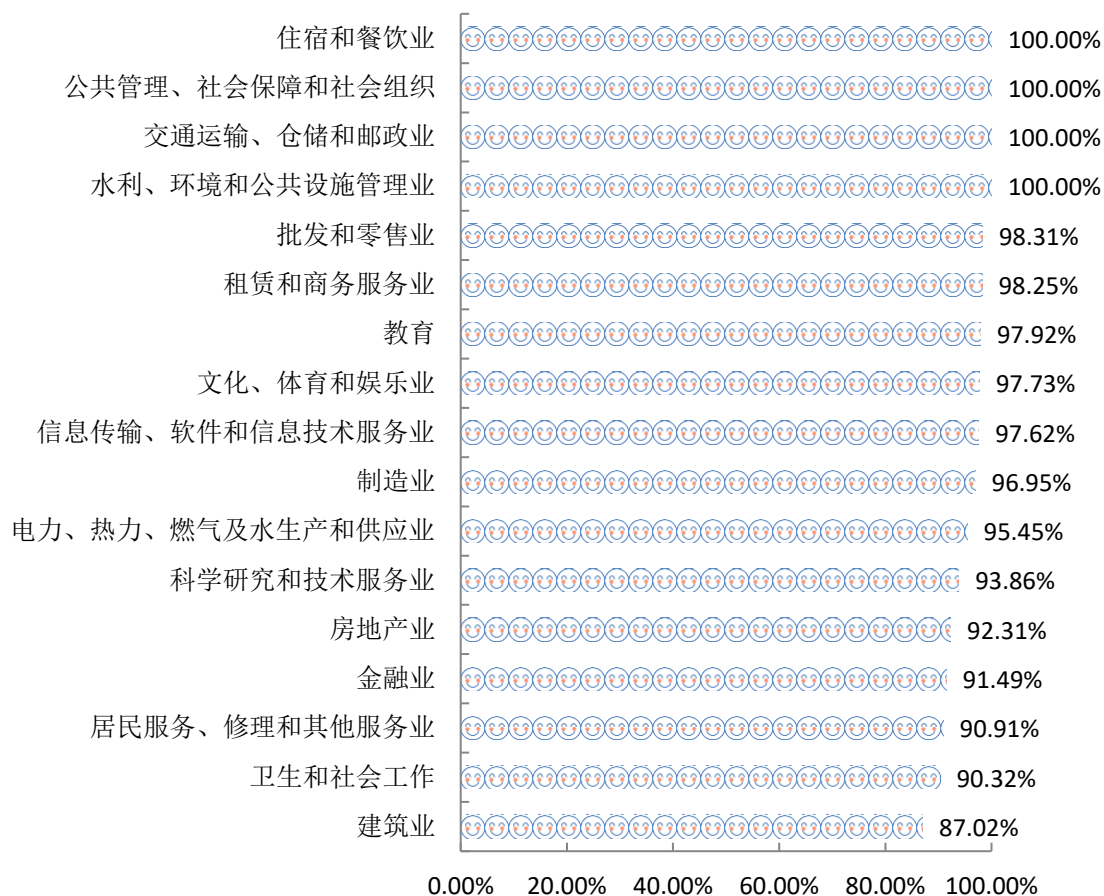 住宿和餐饮业 100.00%
公共管理、社会保障和社会组织 100.00%
交通运输、仓储和邮政业 100.00%
水利、环境和公共设施管理业 100.00%
批发和零售业 98.31%
租赁和商务服务业 98.25%
教育 97.92%
文化、体育和娱乐业 97.73%
信息传输、软件和信息技术服务业 97.62%
制造业 96.95%
电力、热力、燃气及水生产和供应业 95.45%
科学研究和技术服务业 93.86%
房地产业 92.31%
金融业 91.49%
居民服务、修理和其他服务业 90.91%
卫生和社会工作 90.32%
建筑业 87.02%
0.00% 20.00% 40.00% 60.00% 80.00% 100.00%